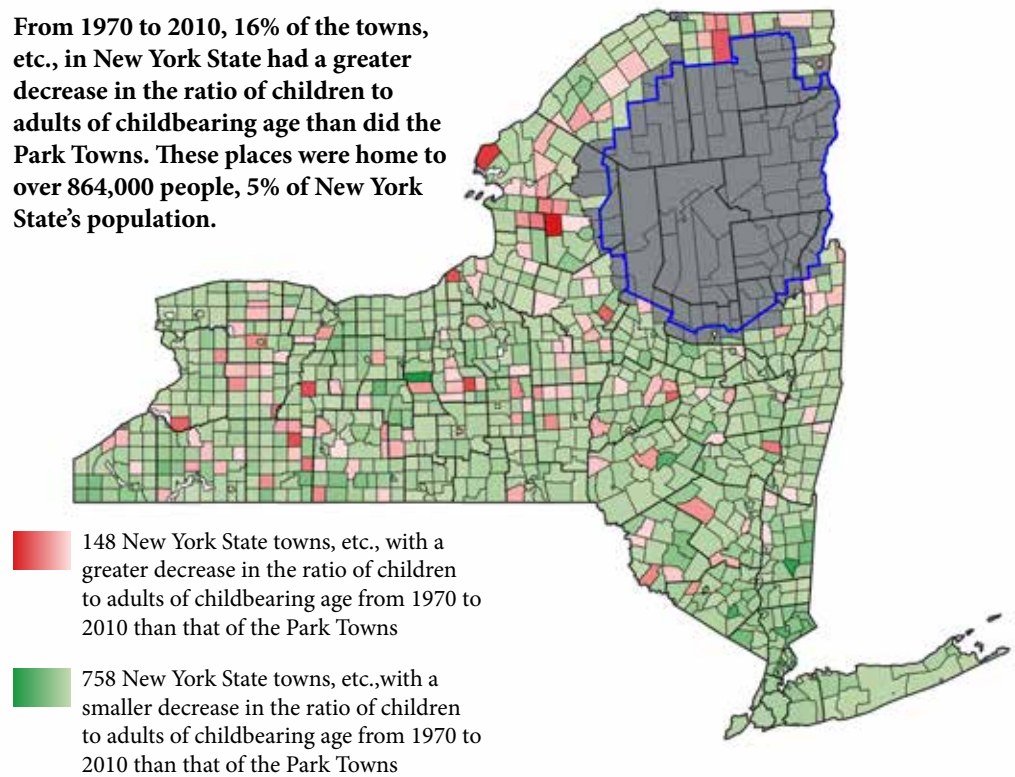 From 1970 to 2010, 16% of the towns,
etc., in New York State had a greater
decrease in the ratio of children to
adults of childbearing age than did the
Park Towns. These places were home to
over 864,000 people, 5% of New York
State's population.
148 New York State towns, etc., with a
greater decrease in the ratio of children
to adults of childbearing age from 1970 to
2010 than that of the Park Towns
758 New York State towns, etc.,with a
smaller decrease in the ratio of children
to adults of childbearing age from 1970 to
2010 than that of the Park Towns